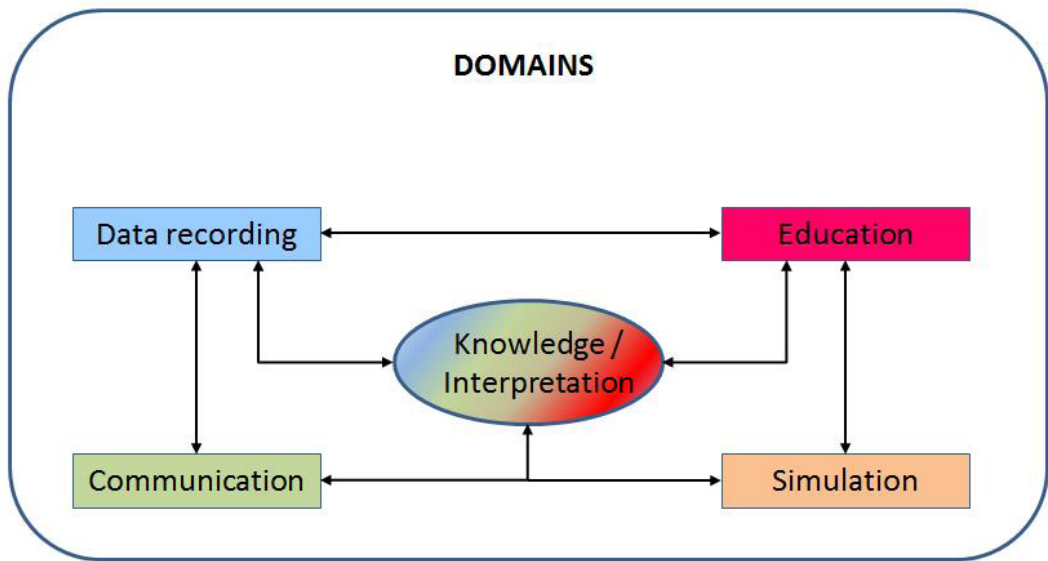 DOMAINS
Data recording
Education
Knowledge /
Interpretation
Communication
Simulation